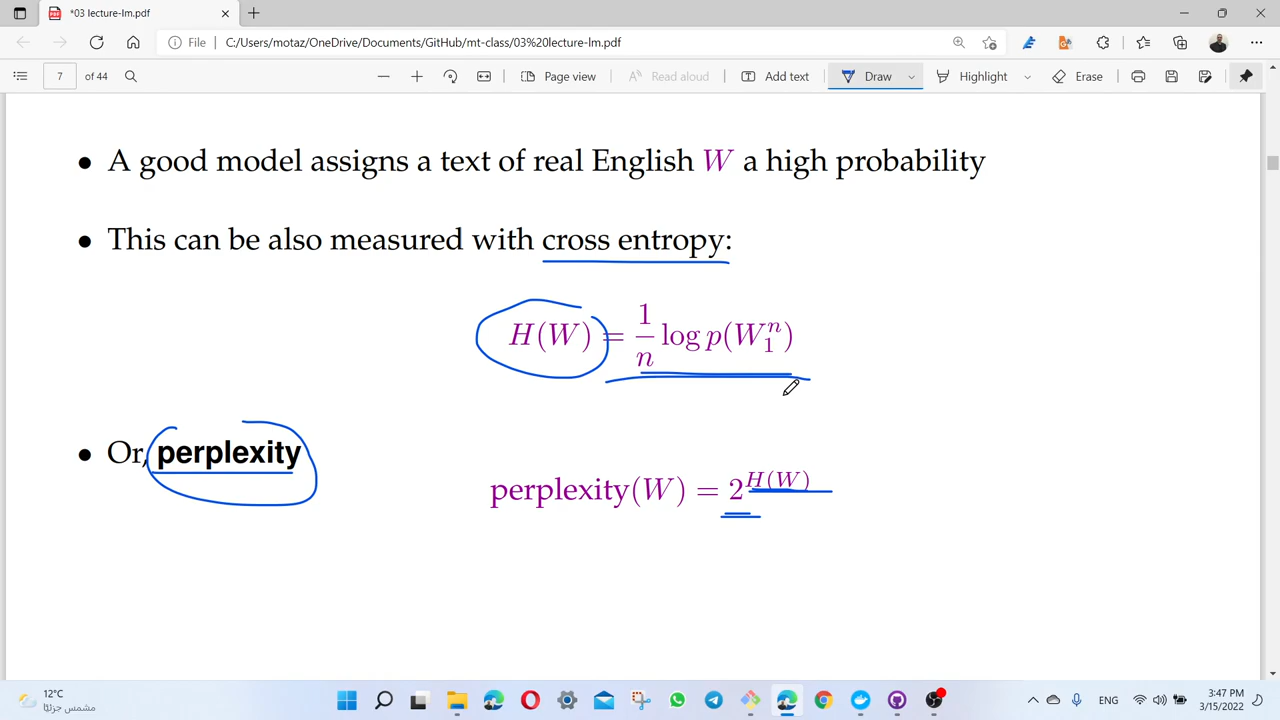 *03 lecture-lm.pdf
File C:/Users/motaz/OneDrive/Documents/GitHub/mt-class/03%20lecture-lm.pdf
7 of 44 Page view Read aloud Add text Draw Highlight Erase
● A good model assigns a text of real English W a high probability
● This can be also measured with cross entropy:
H(W) = 1/n log p(W₁ⁿ)
● Or, perplexity
perplexity(W) = 2^H(W)
12°C ENG 3:47 PM
مشمس جزئيًا 3/15/2022